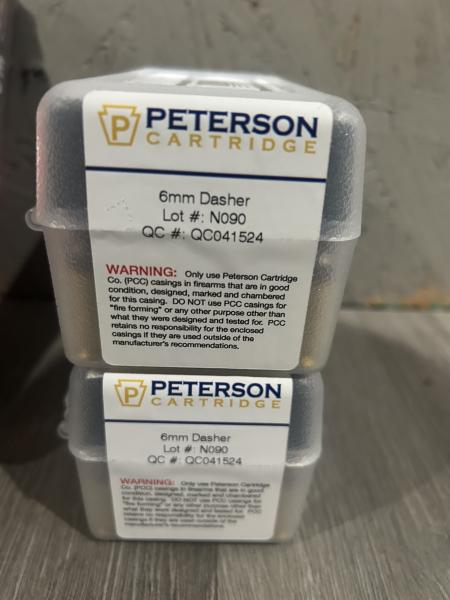 P PETERSON
CARTRIDGE
6mm Dasher
Lot #: N090
QC #: QC041524
WARNING: Only use Peterson Cartridge
Co. (PCC) casings in firearms that are in good
condition, designed, marked and chambered
for this casing. DO NOT use PCC casings for
"fire forming" or any other purpose other than
what they were designed and tested for. PCC
retains no responsibility for the enclosed
casings if they are used outside of the
manufacturer's recommendations.
P PETERSON
CARTRIDGE
6mm Dasher
Lot #: N090
QC #: QC041524
WARNING: Only use Peterson Cartridge
Co. (PCC) casings in firearms that are in good
condition, designed, marked and chambered
for this casing. DO NOT use PCC casings for
"fire forming" or any other purpose other than
what they were designed and tested for. PCC
retains no responsibility for the enclosed
casings if they are used outside of the
manufacturer's recommendations.